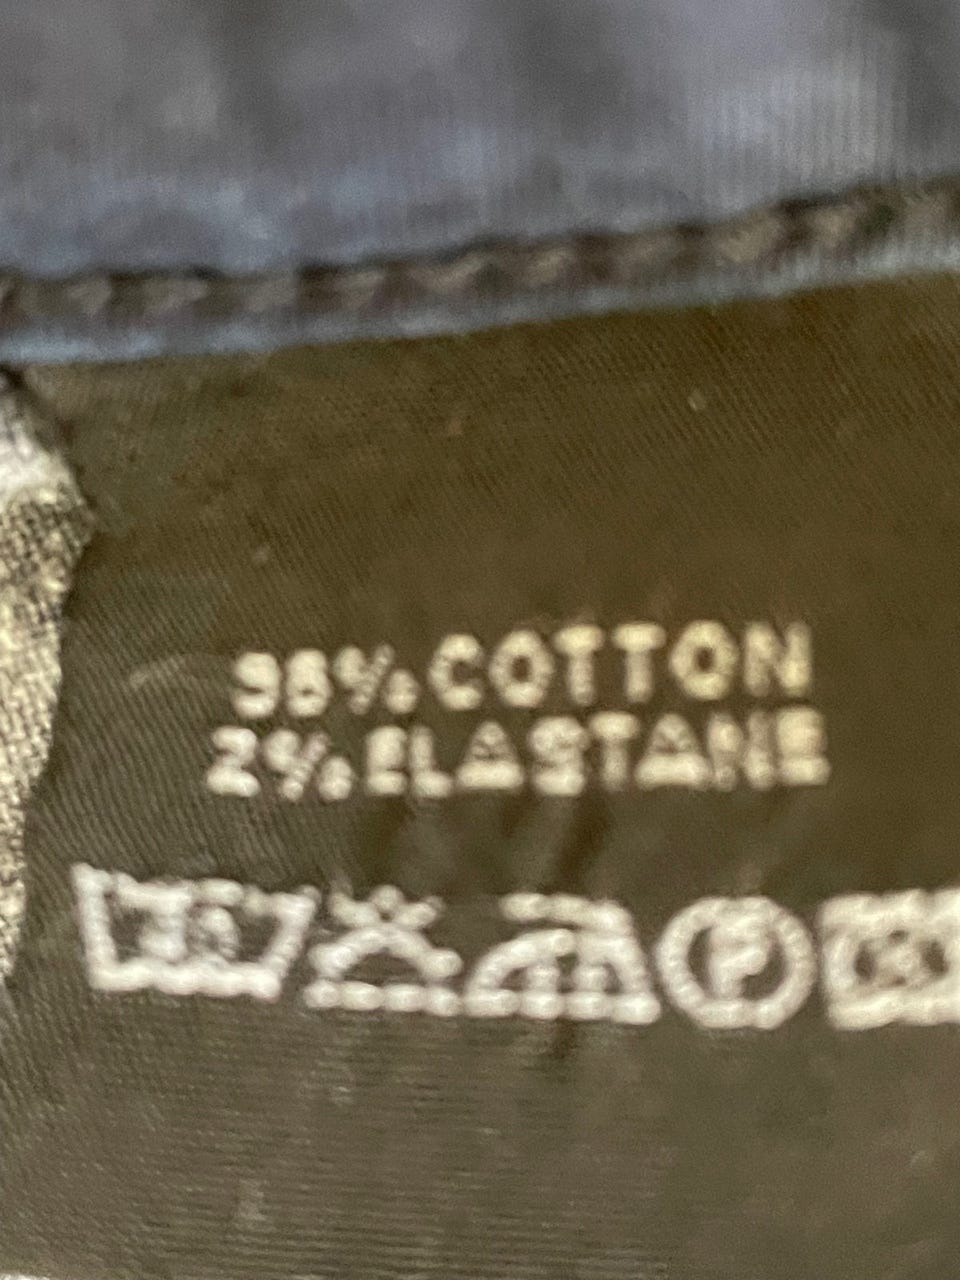 98% COTTON
2% ELASTANE
P